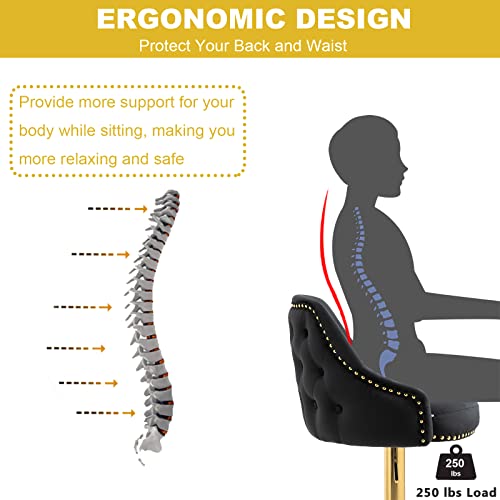 ERGONOMIC DESIGN
Protect Your Back and Waist
Provide more support for your
body while sitting, making you
more relaxing and safe
250
lbs
250 lbs Load